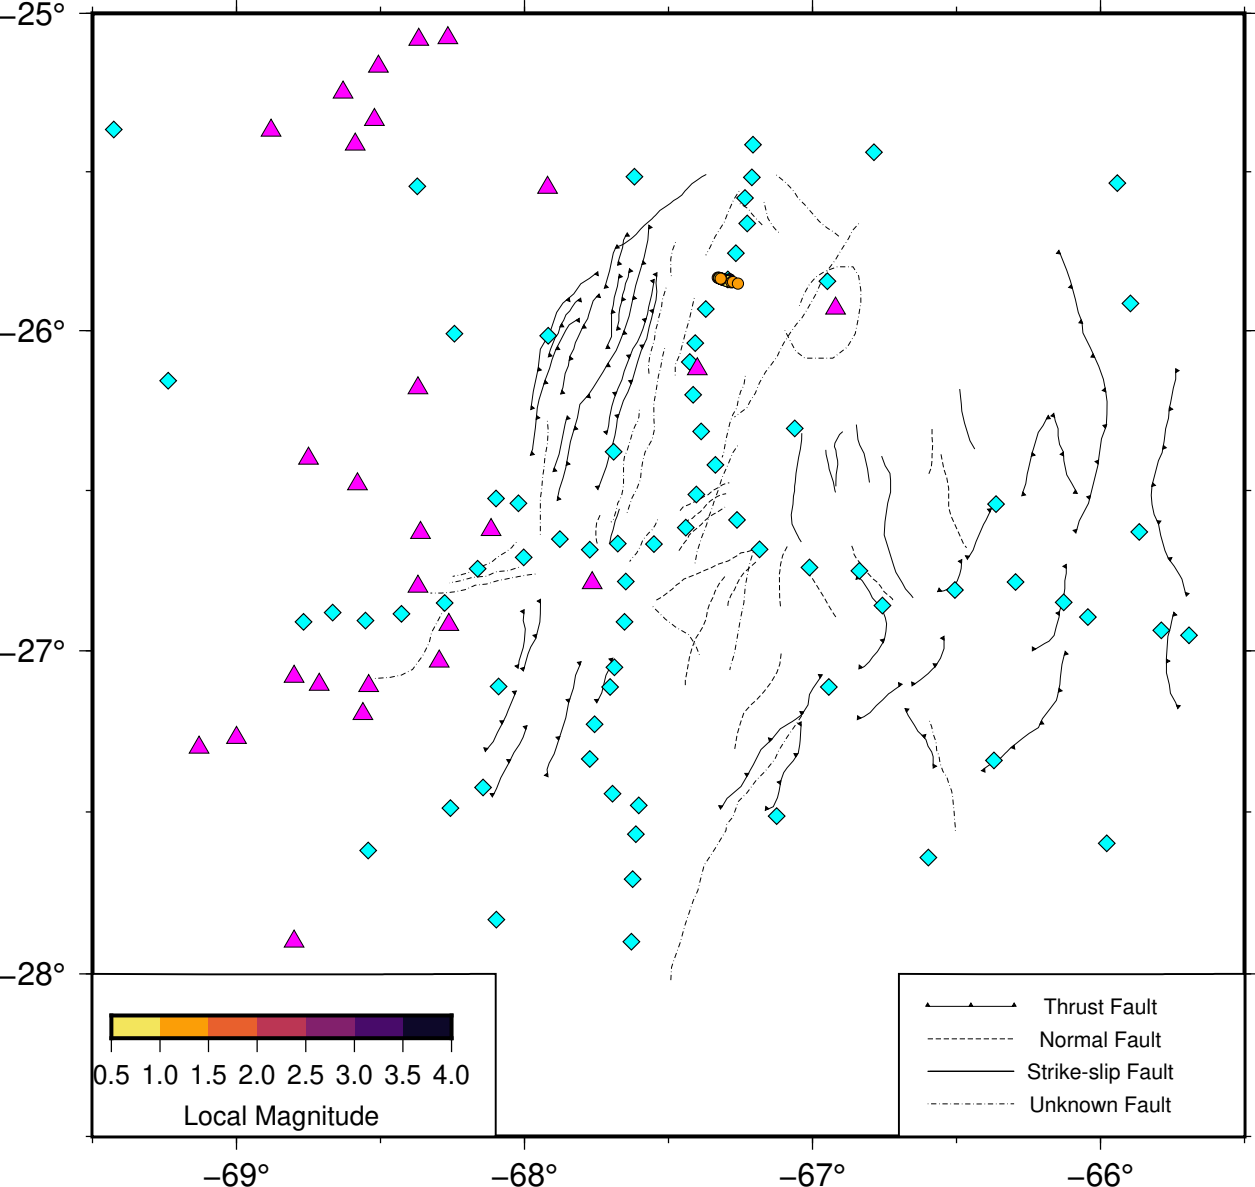 −25°
−26°
−27°
−28°
0.5 1.0 1.5 2.0 2.5 3.0 3.5 4.0
Local Magnitude
Thrust Fault
Normal Fault
Strike-slip Fault
Unknown Fault
−69° −68° −67° −66°